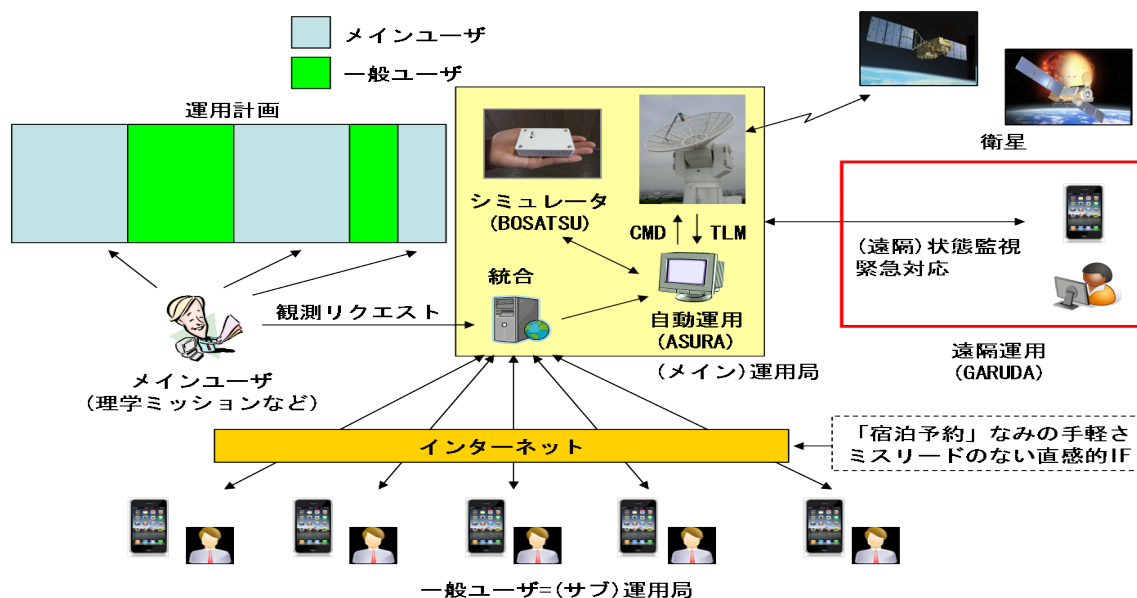 メインユーザ
一般ユーザ
運用計画
シミュレータ
(BOSATSU)
CMD
TLM
統合
自動運用
(ASURA)
(メイン)運用局
衛星
(遠隔)状態監視
緊急対応
遠隔運用
(GARUDA)
観測リクエスト
メインユーザ
(理学ミッションなど)
インターネット
「宿泊予約」なみの手軽さ
ミスリードのない直感的IF
一般ユーザ=(サブ)運用局